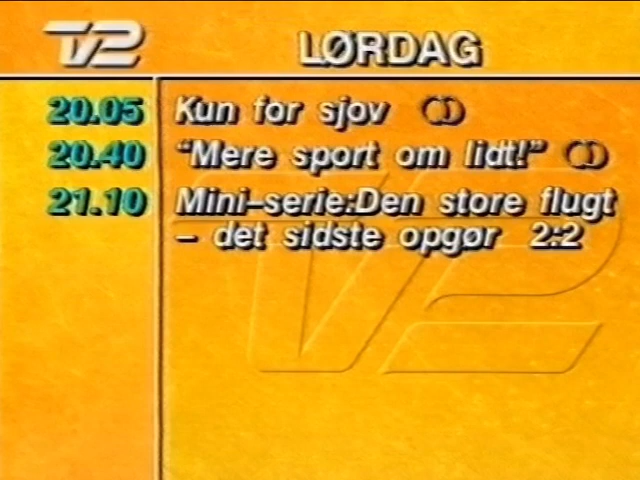 TV2 LØRDAG
20.05 Kun for sjov
20.40 "Mere sport om lidt!"
21.10 Mini-serie:Den store flugt
– det sidste opgør 2:2
TV2